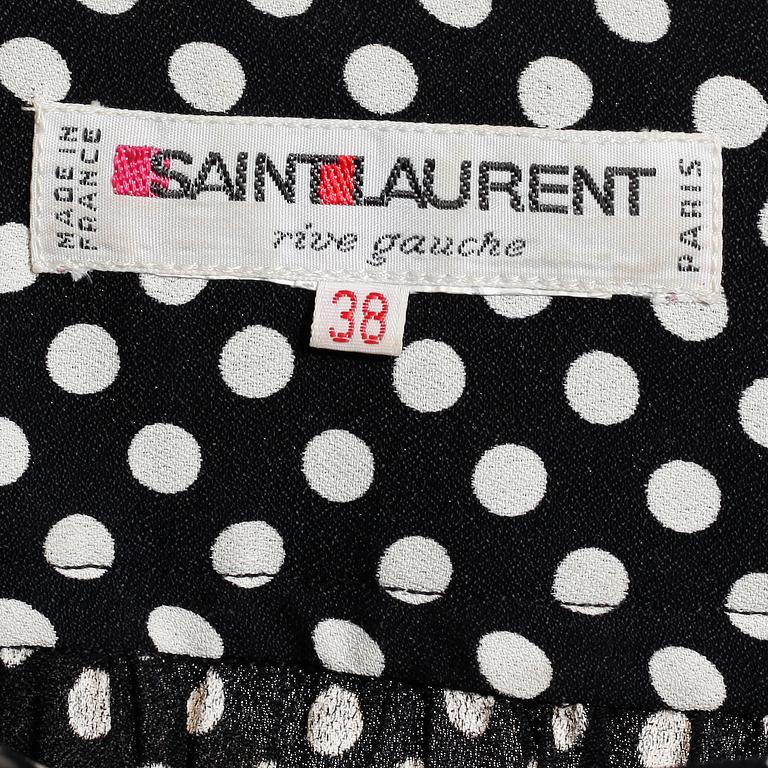 MADE IN
FRANCE
SAINT LAURENT
rive gauche
PARIS
38